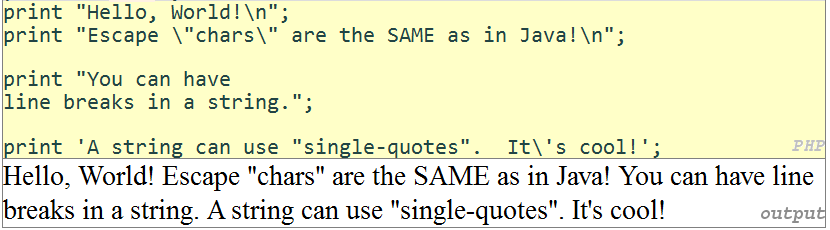 print "Hello, World!\n";
print "Escape \"chars\" are the SAME as in Java!\n";
print "You can have
line breaks in a string.";
print 'A string can use "single-quotes".  It\'s cool!';
PHP
Hello, World! Escape "chars" are the SAME as in Java! You can have line
breaks in a string. A string can use "single-quotes". It's cool!
output